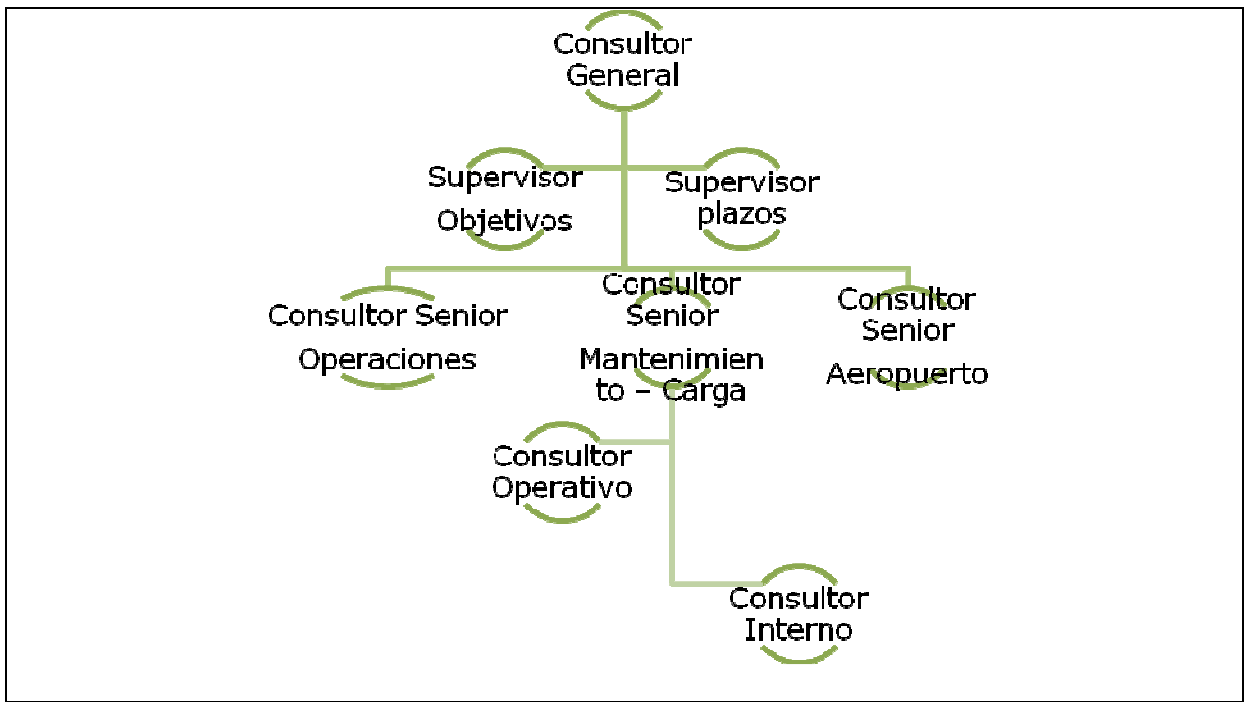 Consultor
General
Supervisor
Objetivos
Supervisor
plazos
Consultor Senior
Operaciones
Consultor
Senior
Mantenimien
to – Carga
Consultor
Senior
Aeropuerto
Consultor
Operativo
Consultor
Interno